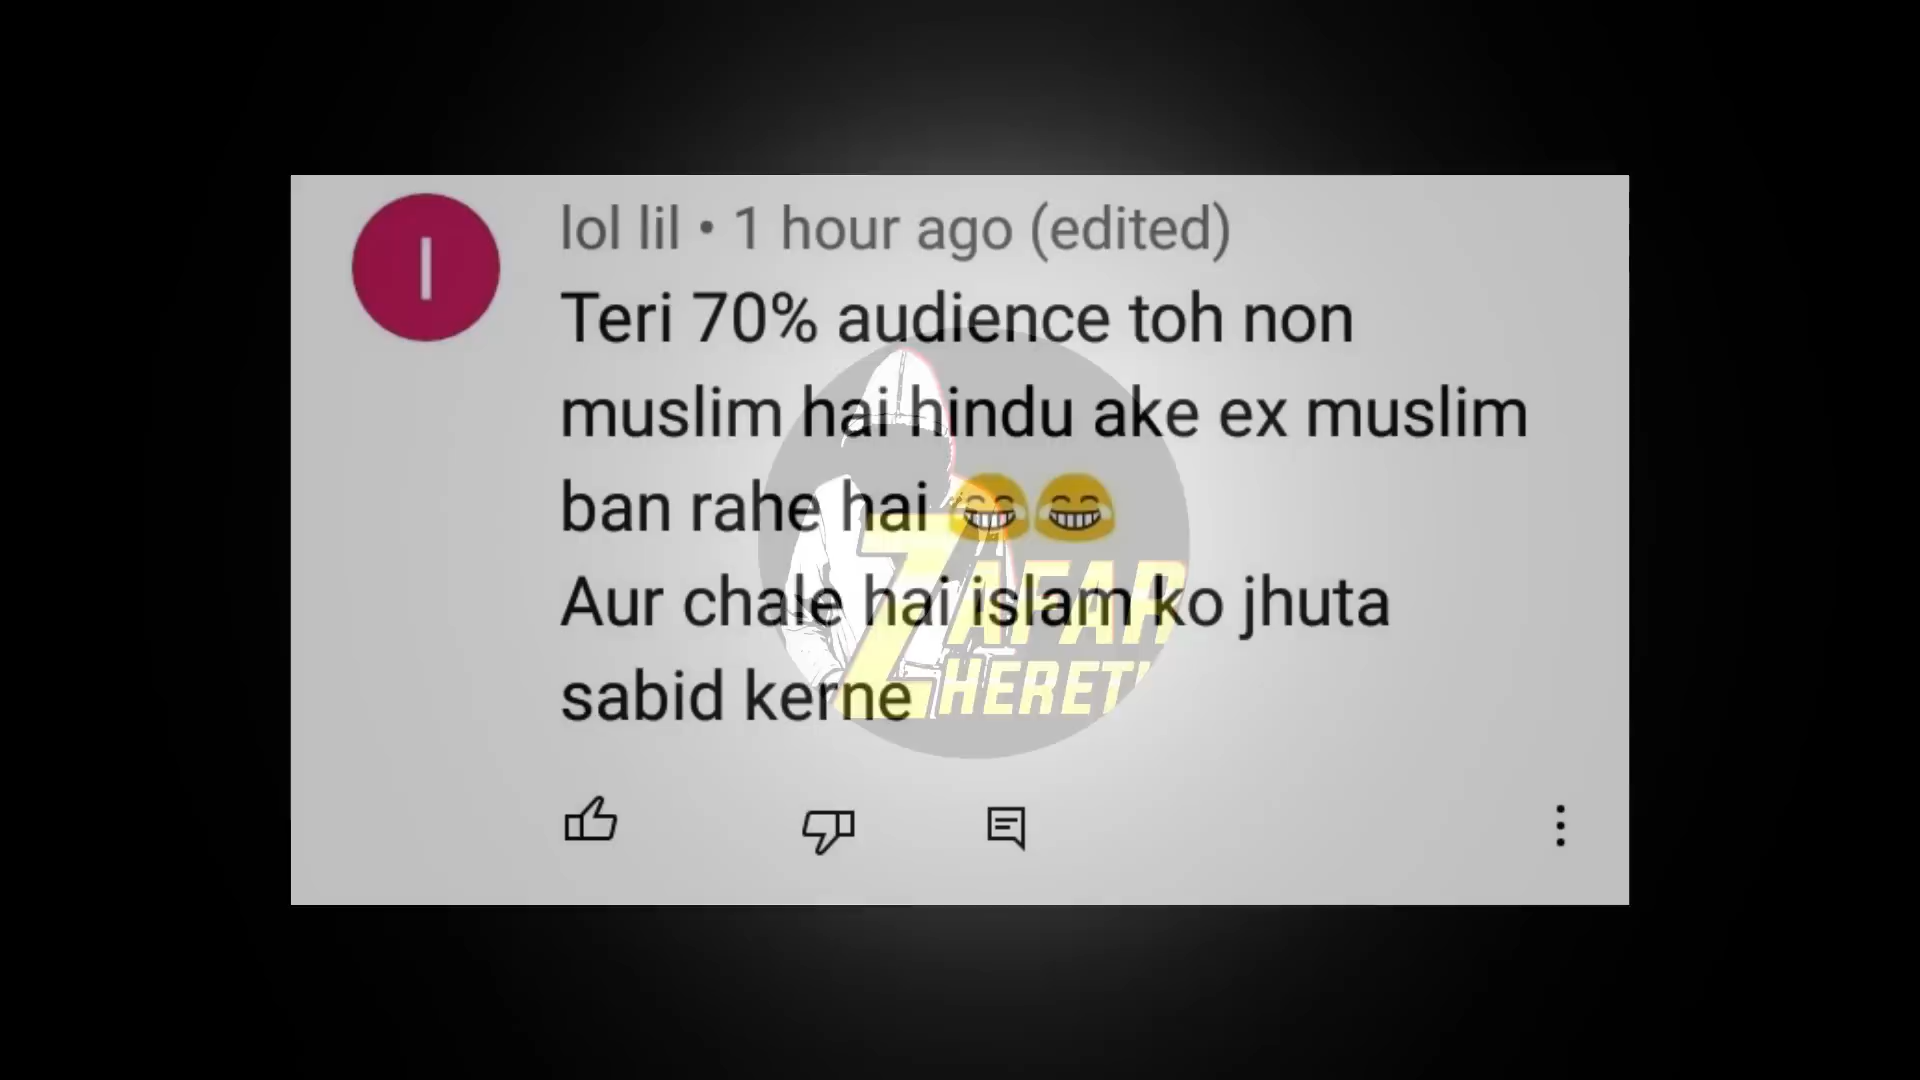 lol lil • 1 hour ago (edited)
Teri 70% audience toh non
muslim hai hindu ake ex muslim
ban rahe hai 😂😂
Aur chale hai islam ko jhuta
sabid kerne
ZAFAR